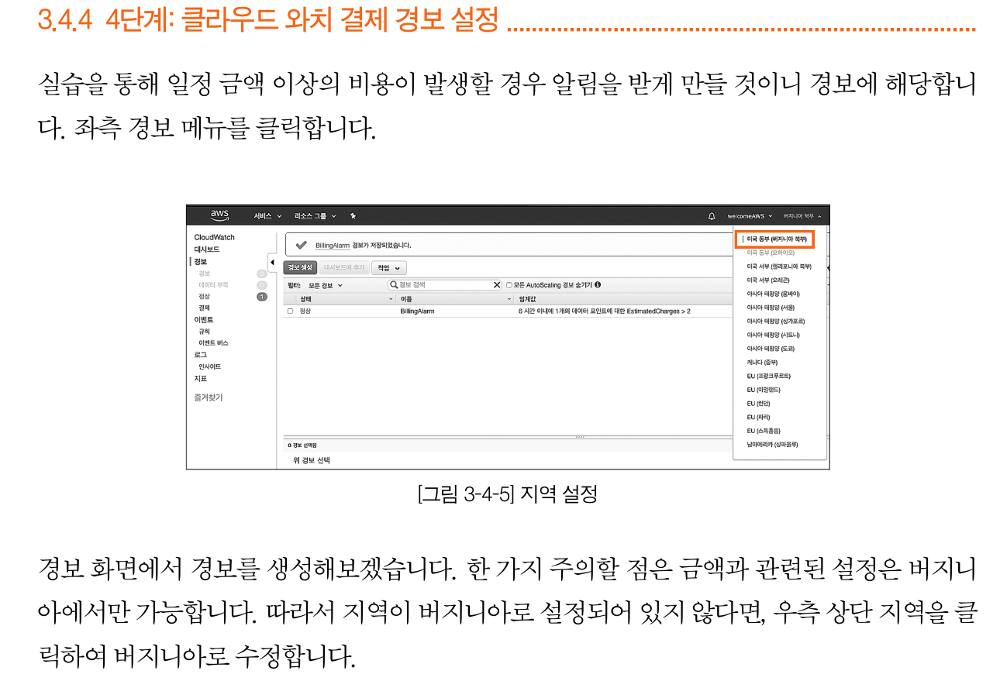 3.4.4 4단계: 클라우드 와치 결제 경보 설정
실습을 통해 일정 금액 이상의 비용이 발생할 경우 알림을 받게 만들 것이니 경보에 해당합니
다. 좌측 경보 메뉴를 클릭합니다.
aws 서비스 리소스 그룹 welcomeAWS 버지니아 북부
CloudWatch
대시보드
경보
경보 0
데이터 부족 0
정상 1
결제
이벤트
규칙
이벤트 버스
로그
인사이트
지표
즐겨찾기
BillingAlarm 경보가 저장되었습니다.
경보 생성 대시보드에 추가 작업
필터: 모든 경보 경보 검색 모든 AutoScaling 경보 숨기기
상태 이름 임계값
정상 BillingAlarm 6 시간 이내에 1개의 데이터 포인트에 대한 EstimatedCharges > 2
0 경보 선택됨
위 경보 선택
미국 동부 (버지니아 북부)
미국 동부 (오하이오)
미국 서부 (캘리포니아 북부)
미국 서부 (오레곤)
아시아 태평양 (뭄바이)
아시아 태평양 (서울)
아시아 태평양 (싱가포르)
아시아 태평양 (시드니)
아시아 태평양 (도쿄)
캐나다 (중부)
EU (프랑크푸르트)
EU (아일랜드)
EU (런던)
EU (파리)
EU (스톡홀름)
남아메리카 (상파울루)
[그림 3-4-5] 지역 설정
경보 화면에서 경보를 생성해보겠습니다. 한 가지 주의할 점은 금액과 관련된 설정은 버지니
아에서만 가능합니다. 따라서 지역이 버지니아로 설정되어 있지 않다면, 우측 상단 지역을 클
릭하여 버지니아로 수정합니다.